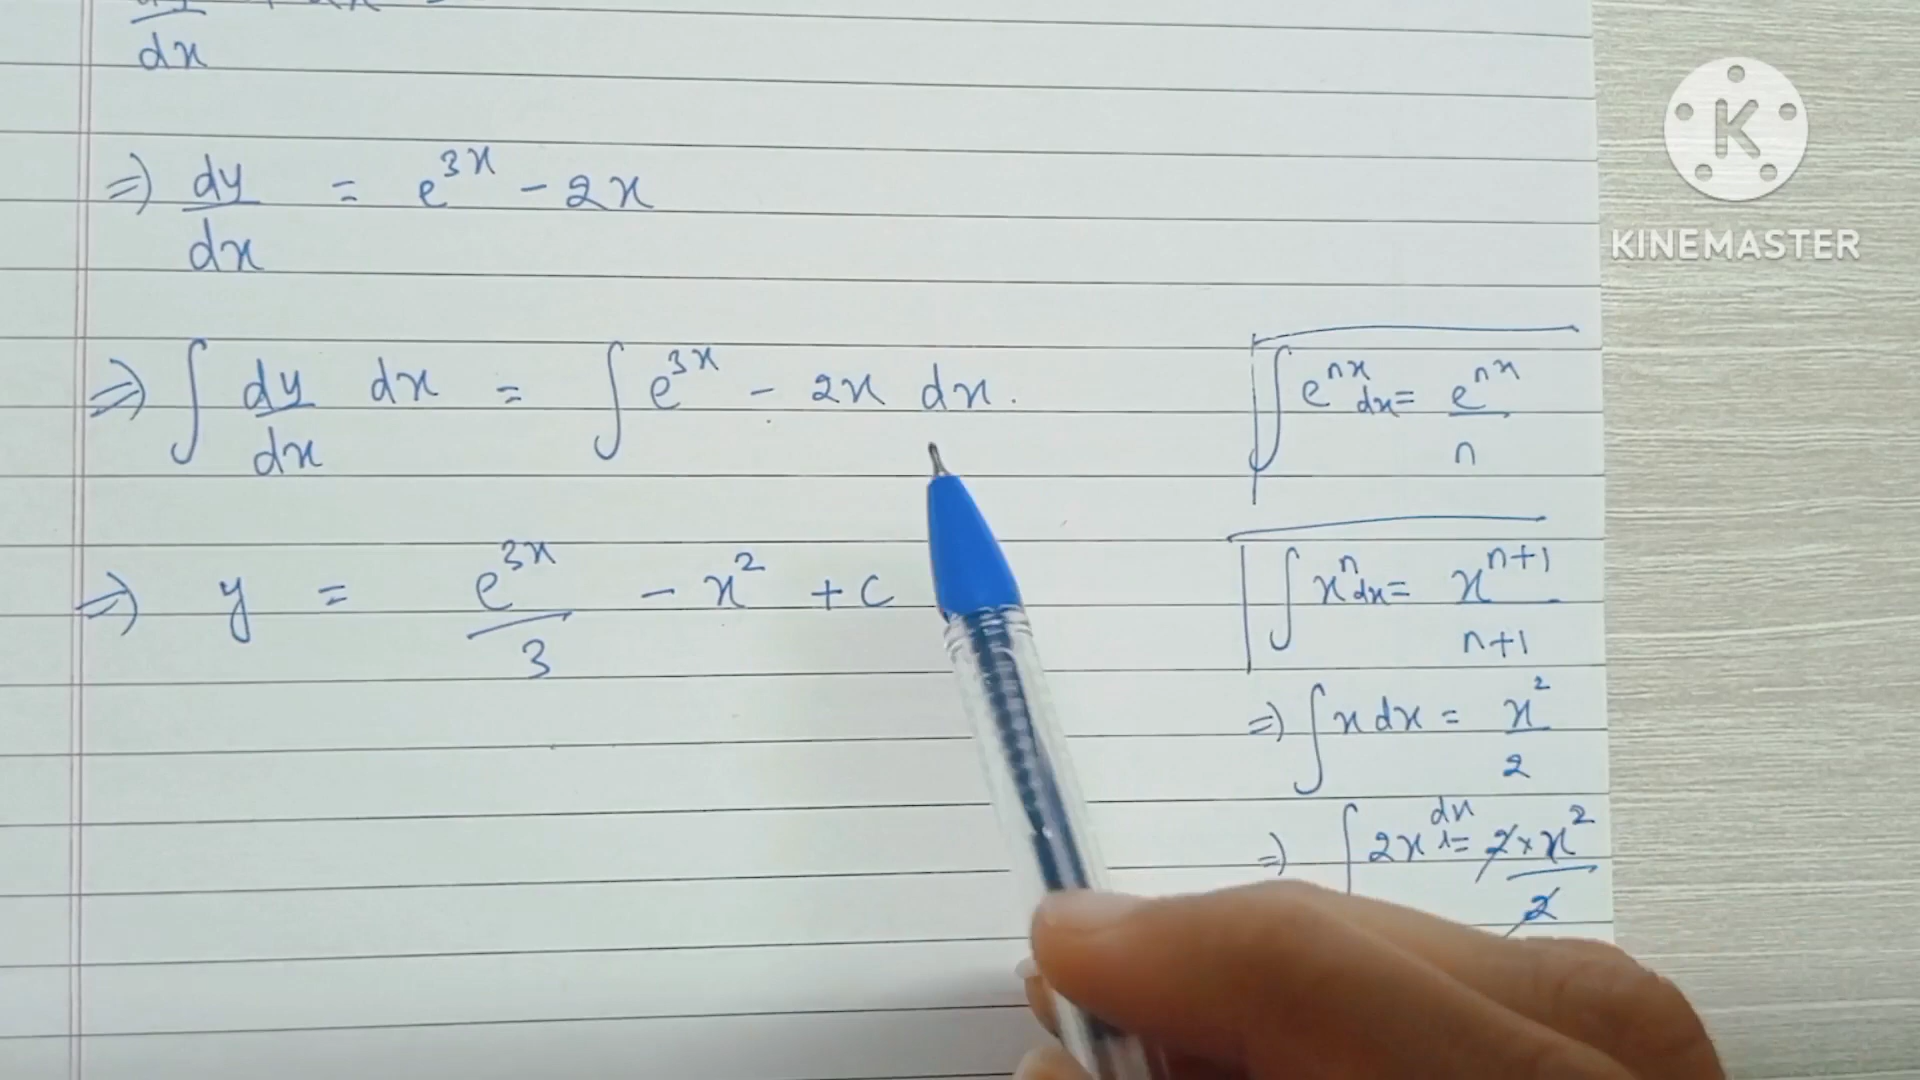 dx
⇒ dy/dx = e^3x - 2x
⇒ ∫ dy/dx dx = ∫ e^3x - 2x dx.
⇒ y = e^3x/3 - x^2 + c
∫ e^nx dx = e^nx/n
∫ x^n dx = x^n+1/n+1
⇒ ∫ x dx = x^2/2
⇒ ∫ 2x dx = 2 × x^2/2
K
KINEMASTER